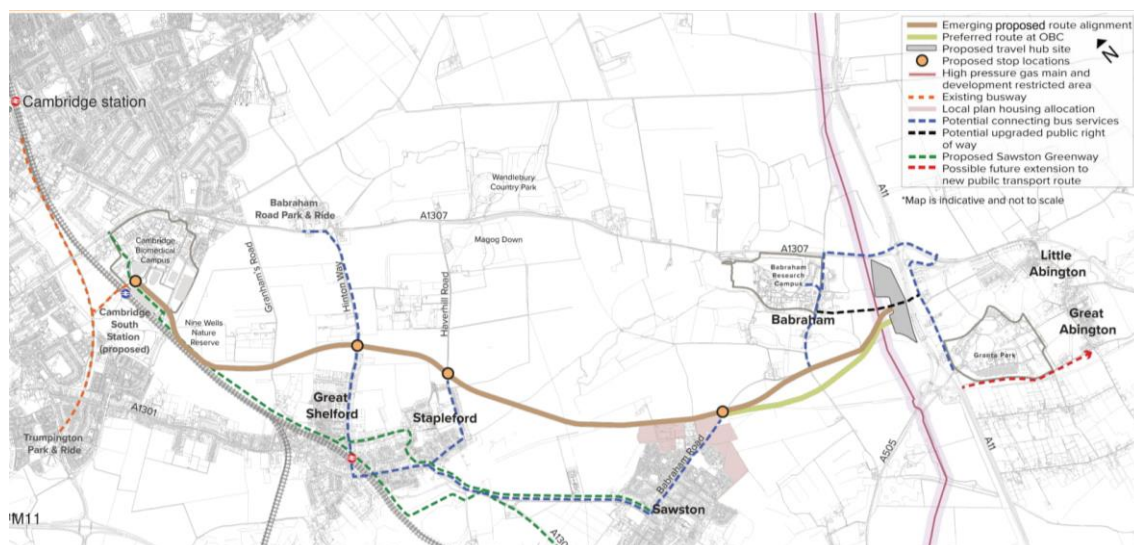 Emerging proposed route alignment
Preferred route at OBC
Proposed travel hub site
Proposed stop locations
High pressure gas main and
development restricted area
Existing busway
Local plan housing allocation
Potential connecting bus services
Potential upgraded public right
of way
Proposed Sawston Greenway
Possible future extension to
new public transport route
*Map is indicative and not to scale
N
Cambridge station
Cambridge
Biomedical
Campus
Cambridge
South
Station
(proposed)
Nine Wells
Nature
Reserve
Trumpington
Park & Ride
A1301
Granham's Road
Babraham
Road Park & Ride
Hinton Way
A1307
Wandlebury
Country Park
Magog Down
Haverhill Road
Great
Shelford
Stapleford
Babraham Road
Sawston
A1307
Babraham
Research
Campus
Babraham
A11
Little
Abington
Great
Abington
Granta Park
A505
A11
A130
PM11